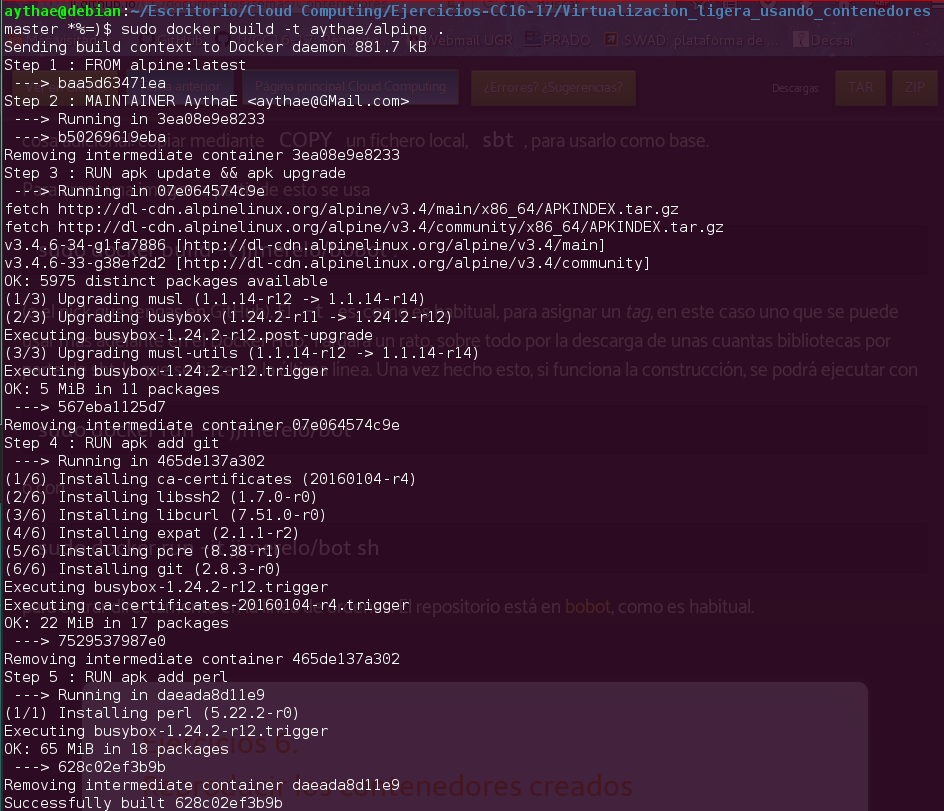 aythae@debian:~/Escritorio/Cloud Computing/Ejercicios-CC16-17/Virtualizacion_ligera_usando_contenedores
master *%=)$ sudo docker build -t aythae/alpine .
Sending build context to Docker daemon 881.7 kB
Step 1 : FROM alpine:latest
 ---> baa5d63471ea
Step 2 : MAINTAINER AythaE <aythae@GMail.com>
 ---> Running in 3ea08e9e8233
 ---> b50269619eba
Removing intermediate container 3ea08e9e8233
Step 3 : RUN apk update && apk upgrade
 ---> Running in 07e064574c9e
fetch http://dl-cdn.alpinelinux.org/alpine/v3.4/main/x86_64/APKINDEX.tar.gz
fetch http://dl-cdn.alpinelinux.org/alpine/v3.4/community/x86_64/APKINDEX.tar.gz
v3.4.6-34-g1fa7886 [http://dl-cdn.alpinelinux.org/alpine/v3.4/main]
v3.4.6-33-g38ef2d2 [http://dl-cdn.alpinelinux.org/alpine/v3.4/community]
OK: 5975 distinct packages available
(1/3) Upgrading musl (1.1.14-r12 -> 1.1.14-r14)
(2/3) Upgrading busybox (1.24.2-r11 -> 1.24.2-r12)
Executing busybox-1.24.2-r12.post-upgrade
(3/3) Upgrading musl-utils (1.1.14-r12 -> 1.1.14-r14)
Executing busybox-1.24.2-r12.trigger
OK: 5 MiB in 11 packages
 ---> 567eba1125d7
Removing intermediate container 07e064574c9e
Step 4 : RUN apk add git
 ---> Running in 465de137a302
(1/6) Installing ca-certificates (20160104-r4)
(2/6) Installing libssh2 (1.7.0-r0)
(3/6) Installing libcurl (7.51.0-r0)
(4/6) Installing expat (2.1.1-r2)
(5/6) Installing pcre (8.38-r1)
(6/6) Installing git (2.8.3-r0)
Executing busybox-1.24.2-r12.trigger
Executing ca-certificates-20160104-r4.trigger
OK: 22 MiB in 17 packages
 ---> 7529537987e0
Removing intermediate container 465de137a302
Step 5 : RUN apk add perl
 ---> Running in daeada8d11e9
(1/1) Installing perl (5.22.2-r0)
Executing busybox-1.24.2-r12.trigger
OK: 65 MiB in 18 packages
 ---> 628c02ef3b9b
Removing intermediate container daeada8d11e9
Successfully built 628c02ef3b9b